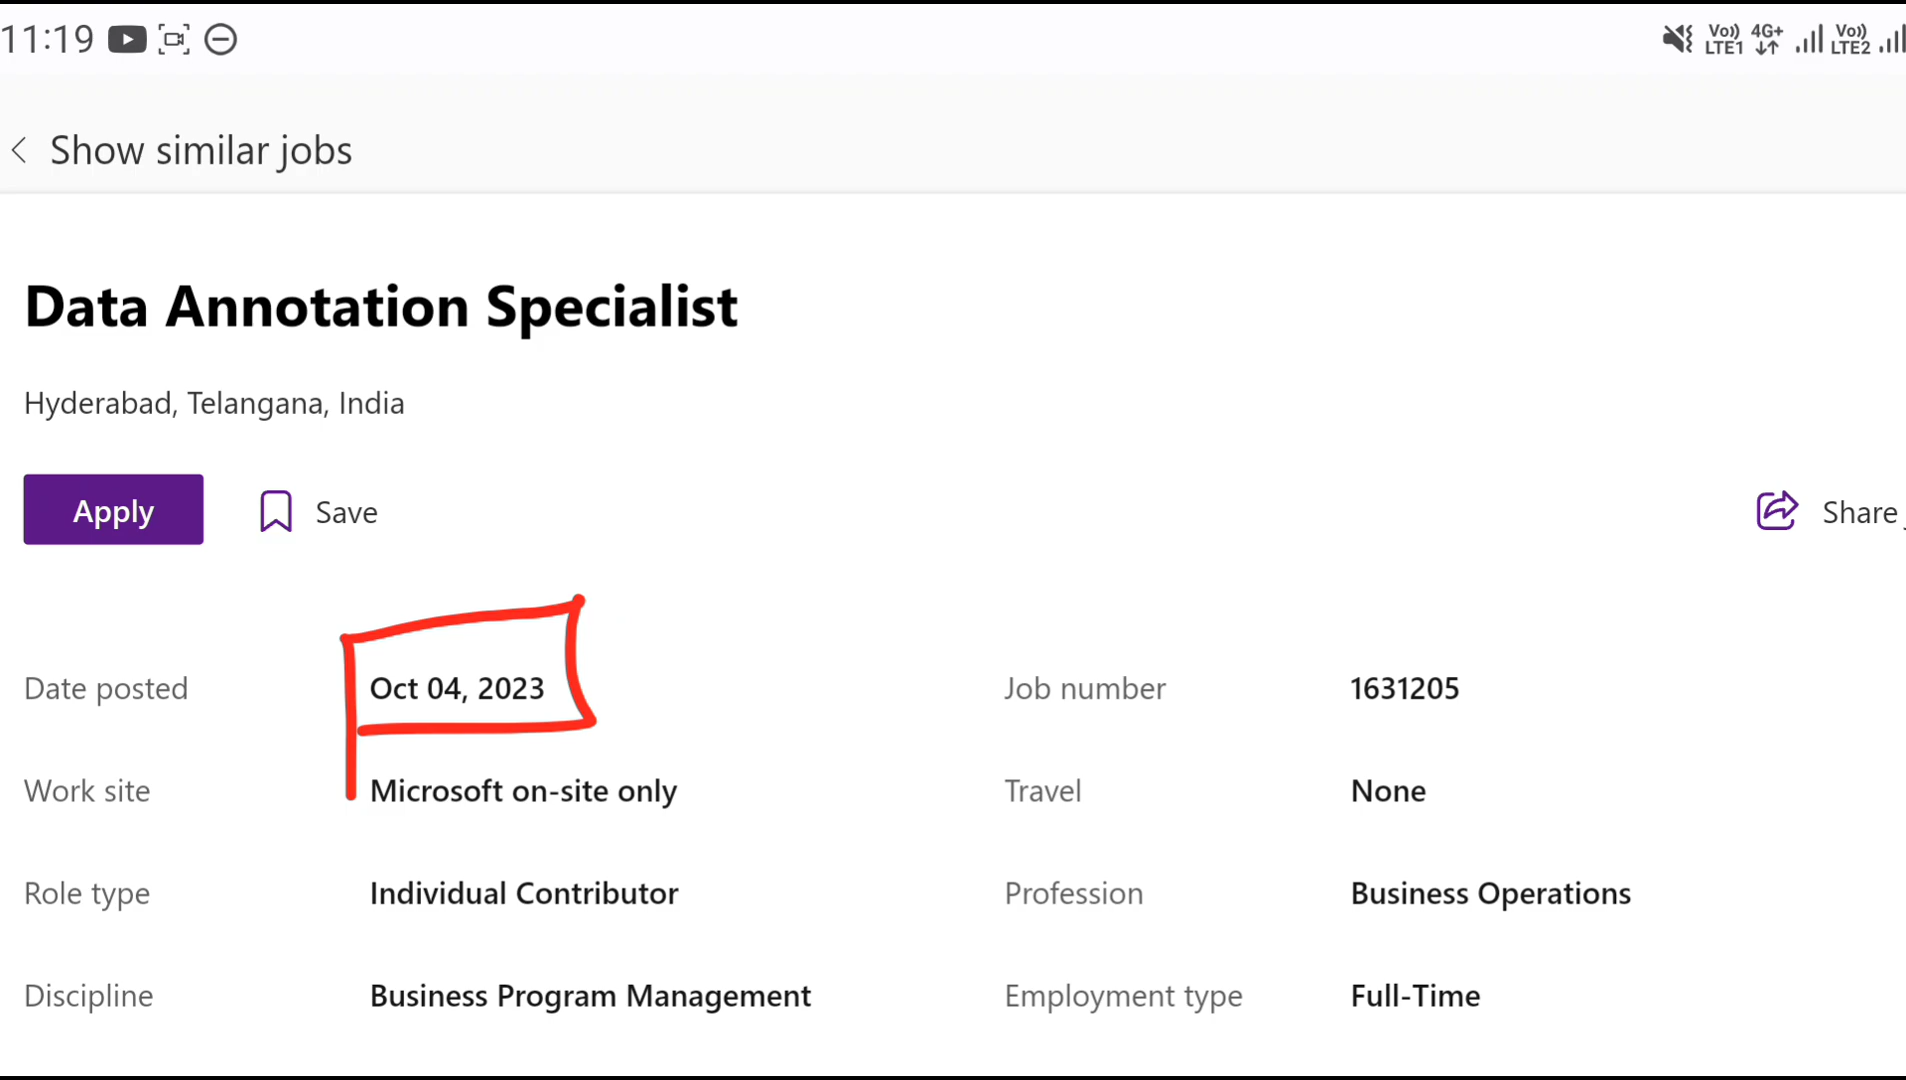 11:19 Vo)) LTE1 4G+ Vo)) LTE2
Show similar jobs
Data Annotation Specialist
Hyderabad, Telangana, India
Apply Save Share
Date posted Oct 04, 2023 Job number 1631205
Work site Microsoft on-site only Travel None
Role type Individual Contributor Profession Business Operations
Discipline Business Program Management Employment type Full-Time